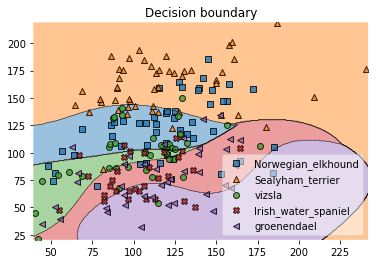 Decision boundary
200
175
150
125
100
75
50
25
50
75
100
125
150
175
200
225
Norwegian_elkhound
Sealyham_terrier
vizsla
Irish_water_spaniel
groenendael